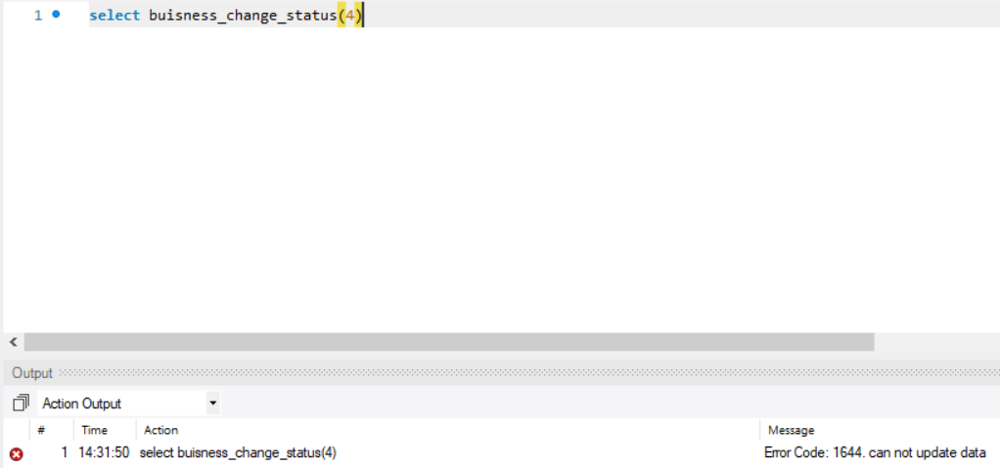 1 select buisness_change_status(4)
Output
Action Output
# Time Action Message
1 14:31:50 select buisness_change_status(4) Error Code: 1644. can not update data